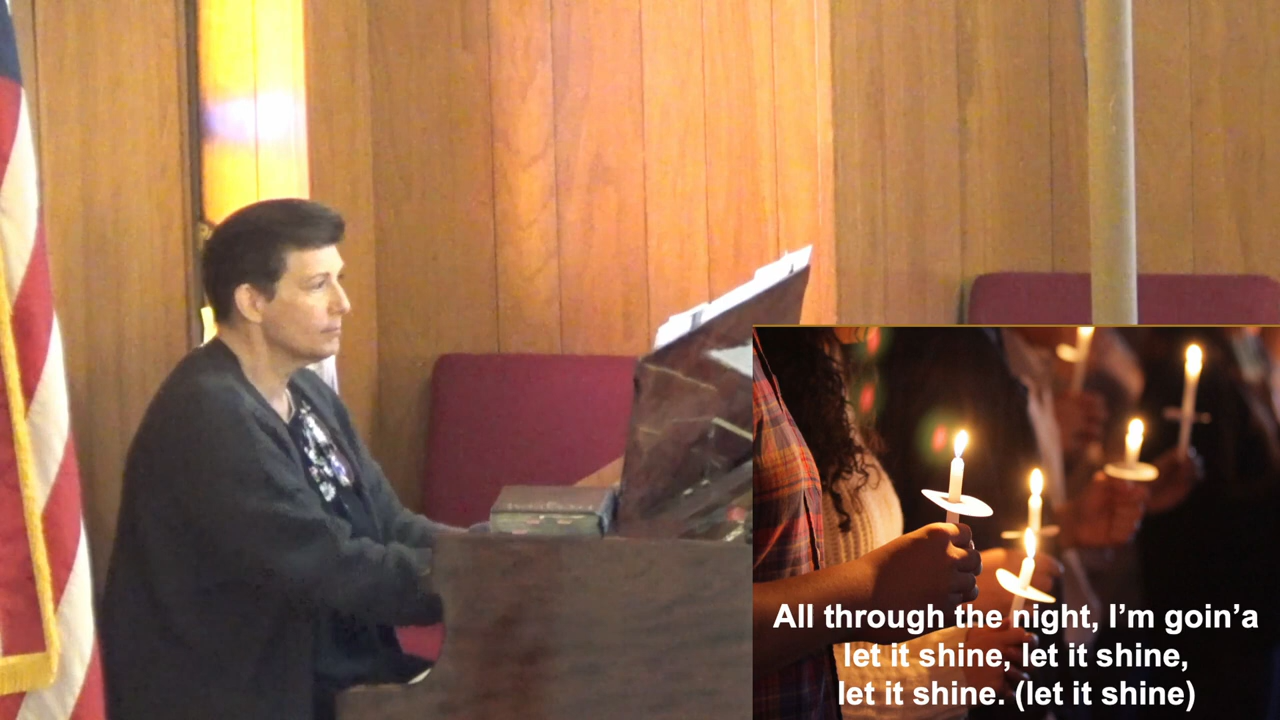 All through the night, I’m goin’a
let it shine, let it shine,
let it shine. (let it shine)